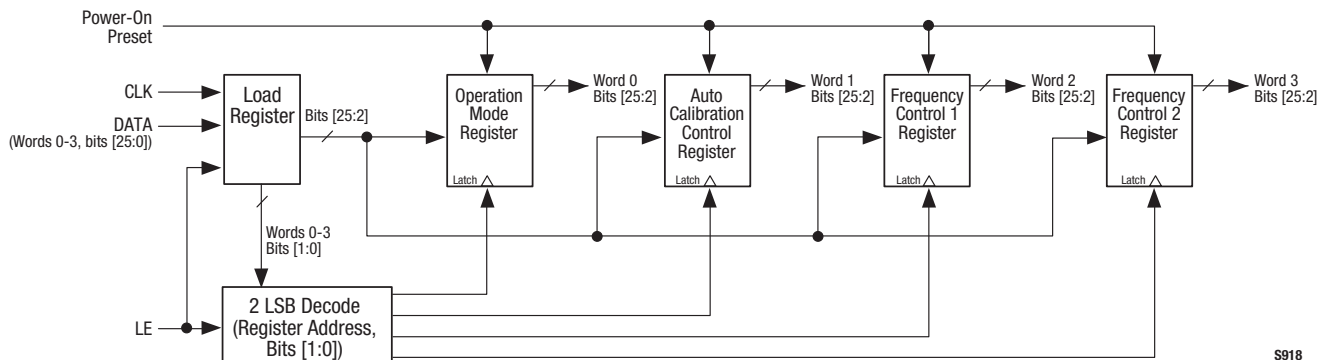 Power-On
Preset
CLK
DATA
(Words 0-3, bits [25:0])
Load
Register
Bits [25:2]
Operation
Mode
Register
Latch
Word 0
Bits [25:2]
Auto
Calibration
Control
Register
Latch
Word 1
Bits [25:2]
Frequency
Control 1
Register
Latch
Word 2
Bits [25:2]
Frequency
Control 2
Register
Latch
Word 3
Bits [25:2]
Words 0-3
Bits [1:0]
LE
2 LSB Decode
(Register Address,
Bits [1:0])
S918